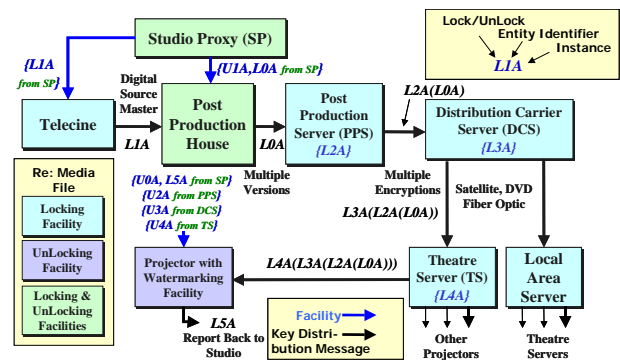 Studio Proxy (SP)
Lock/UnLock
Entity Identifier
Instance
L1A
{L1A
from SP}
Digital
Source
Master
{U1A,L0A from SP}
Telecine
L1A
Post
Production
House
L0A
Multiple
Versions
Post
Production
Server (PPS)
{L2A}
L2A(L0A)
Distribution Carrier
Server (DCS)
{L3A}
Re: Media
File
Locking
Facility
UnLocking
Facility
Locking &
UnLocking
Facilities
{U0A, L5A from SP}
{U2A from PPS}
{U3A from DCS}
{U4A from TS}
Multiple
Encryptions
L3A(L2A(L0A))
Satellite, DVD
Fiber Optic
Projector with
Watermarking
Facility
L4A(L3A(L2A(L0A)))
Theatre
Server (TS)
{L4A}
Local
Area
Server
L5A
Report Back to
Studio
Facility
Key Distri-
bution Message
Other
Projectors
Theatre
Servers